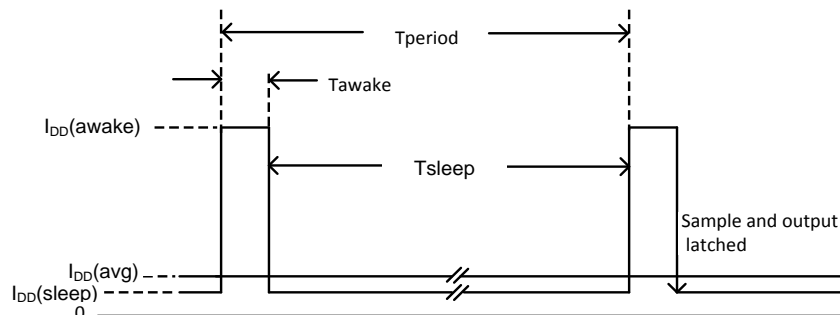 Tperiod
Tawake
IDD(awake)
Tsleep
Sample and output
latched
IDD(avg)
IDD(sleep)
0